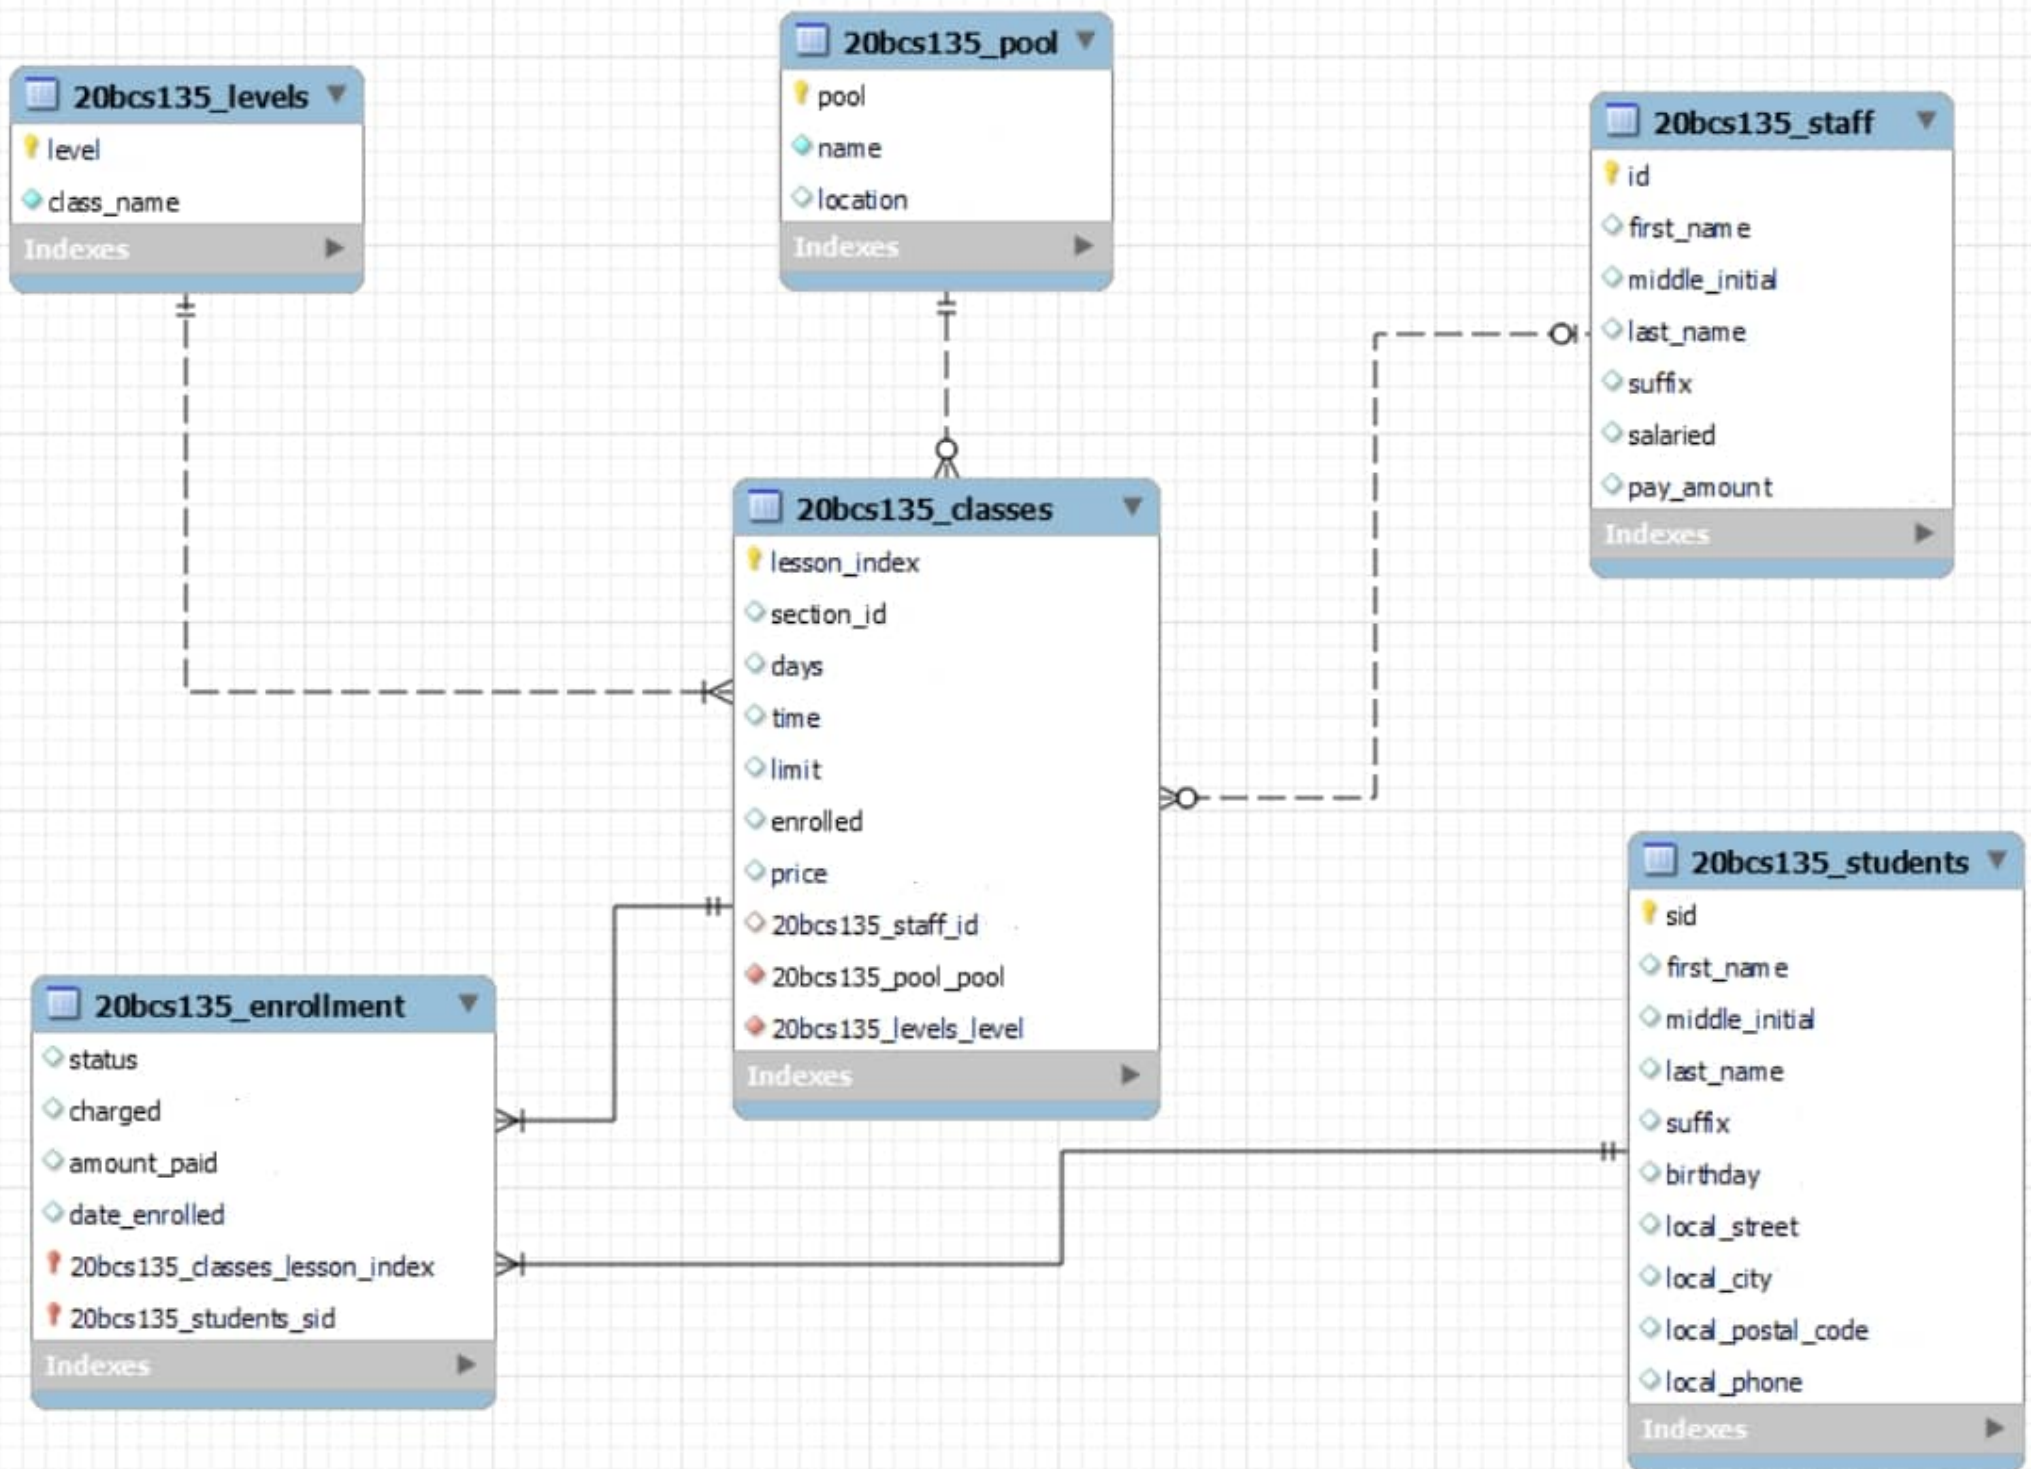 20bcs135_levels
level
class_name
Indexes
20bcs135_pool
pool
name
location
Indexes
20bcs135_staff
id
first_name
middle_initial
last_name
suffix
salaried
pay_amount
Indexes
20bcs135_classes
lesson_index
section_id
days
time
limit
enrolled
price
20bcs135_staff_id
20bcs135_pool_pool
20bcs135_levels_level
Indexes
20bcs135_enrollment
status
charged
amount_paid
date_enrolled
20bcs135_classes_lesson_index
20bcs135_students_sid
Indexes
20bcs135_students
sid
first_name
middle_initial
last_name
suffix
birthday
local_street
local_city
local_postal_code
local_phone
Indexes